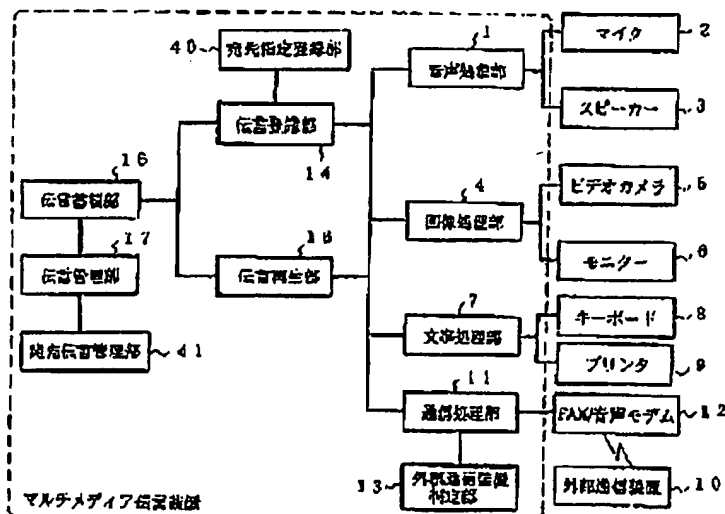 40
宛先指定登録部
1
音声処理部
マイク
2
スピーカー
3
伝言登録部
14
16
伝言蓄積部
4
画像処理部
ビデオカメラ
5
モニター
6
17
伝言管理部
伝言再生部
7
文字処理部
キーボード
8
プリンタ
9
宛先伝言管理部
41
11
通信処理部
FAX/音声モデム
12
13
外部通信装置
外部通信装置
10
マルチメディア伝言装置